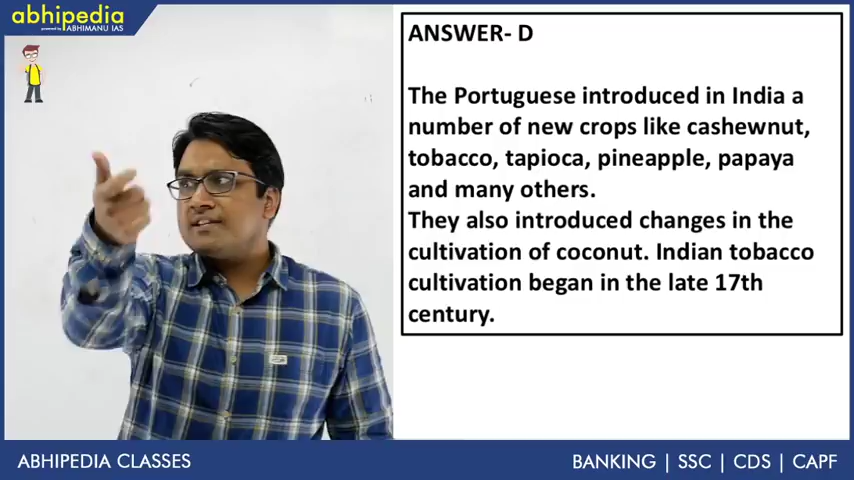 abhipedia
powered by ABHIMANU IAS
ANSWER- D
The Portuguese introduced in India a
number of new crops like cashewnut,
tobacco, tapioca, pineapple, papaya
and many others.
They also introduced changes in the
cultivation of coconut. Indian tobacco
cultivation began in the late 17th
century.
ABHIPEDIA CLASSES
BANKING | SSC | CDS | CAPF